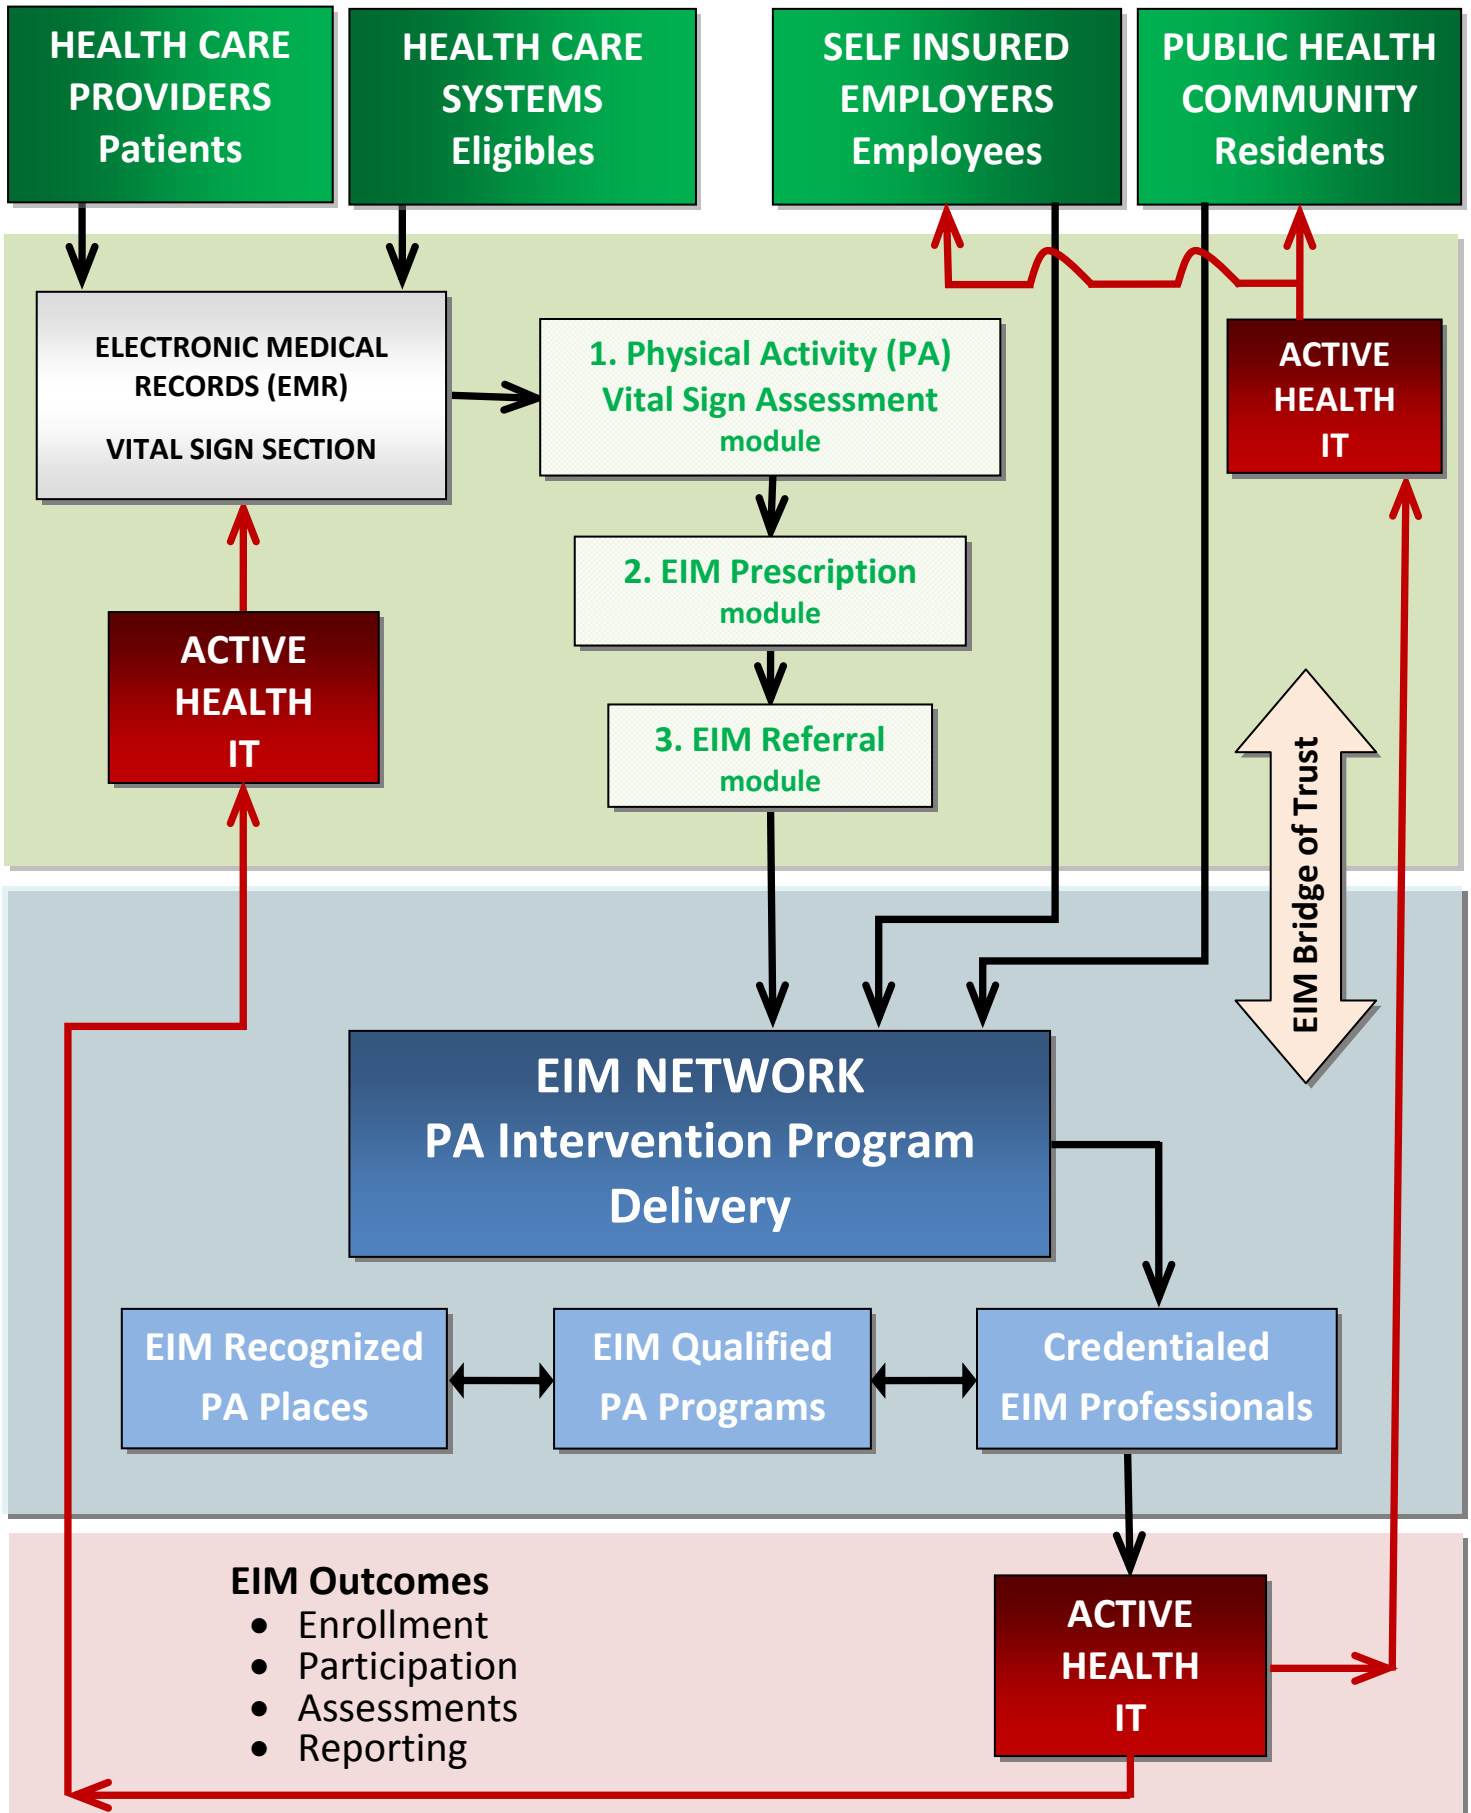 HEALTH CARE
PROVIDERS
Patients
HEALTH CARE
SYSTEMS
Eligibles
SELF INSURED
EMPLOYERS
Employees
PUBLIC HEALTH
COMMUNITY
Residents
ELECTRONIC MEDICAL
RECORDS (EMR)
VITAL SIGN SECTION
1. Physical Activity (PA)
Vital Sign Assessment
module
ACTIVE
HEALTH
IT
2. EIM Prescription
module
ACTIVE
HEALTH
IT
3. EIM Referral
module
EIM Bridge of Trust
EIM NETWORK
PA Intervention Program
Delivery
EIM Recognized
PA Places
EIM Qualified
PA Programs
Credentialed
EIM Professionals
EIM Outcomes
• Enrollment
• Participation
• Assessments
• Reporting
ACTIVE
HEALTH
IT